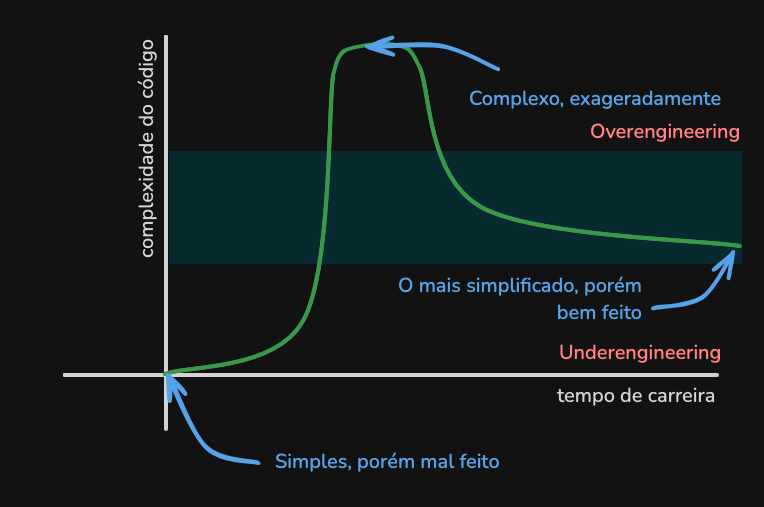 complexidade do código
Complexo, exageradamente
Overengineering
O mais simplificado, porém
bem feito
Underengineering
tempo de carreira
Simples, porém mal feito